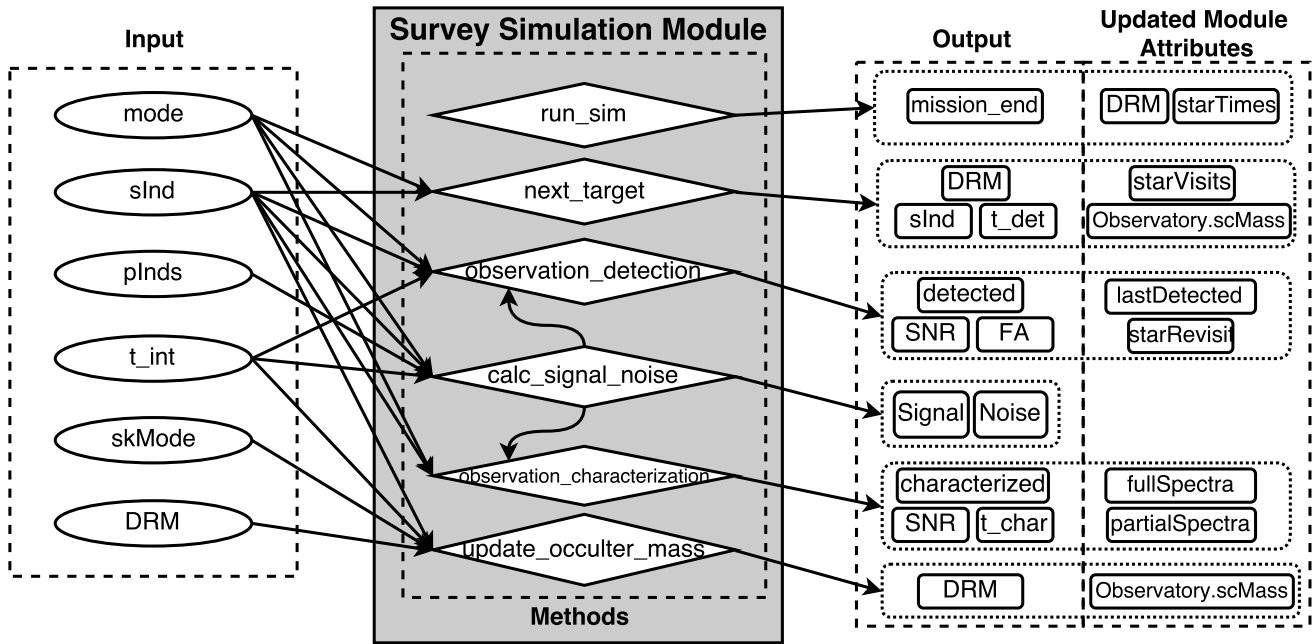 Input
Survey Simulation Module
Output
Updated Module
Attributes
mode
sInd
pInds
t_int
skMode
DRM
run_sim
next_target
observation_detection
calc_signal_noise
observation_characterization
update_occulter_mass
Methods
mission_end
DRM starTimes
DRM
sInd t_det
starVisits
Observatory.scMass
detected
SNR FA
lastDetected
starRevisit
Signal Noise
characterized
SNR t_char
fullSpectra
partialSpectra
DRM
Observatory.scMass